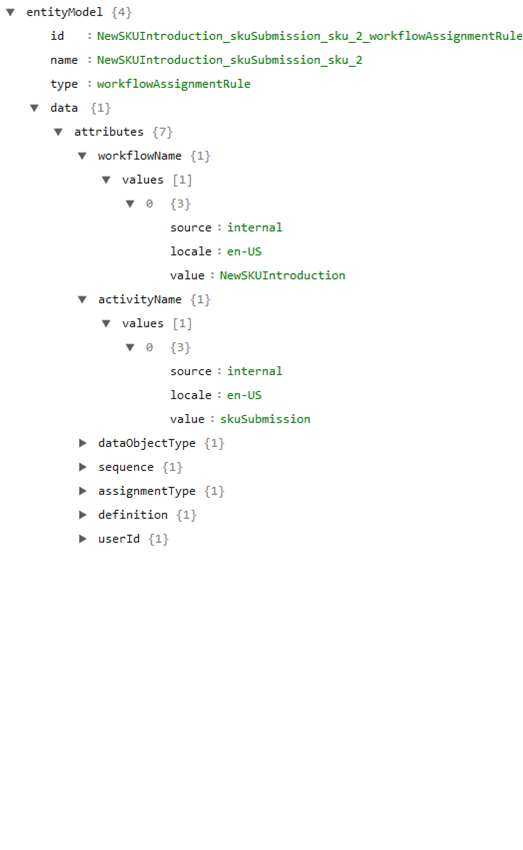 ▼ entityModel {4}
id : NewSKUIntroduction_skuSubmission_sku_2_workflowAssignmentRule
name : NewSKUIntroduction_skuSubmission_sku_2
type : workflowAssignmentRule
▼ data {1}
▼ attributes {7}
▼ workflowName {1}
▼ values [1]
▼ 0 {3}
source : internal
locale : en-US
value : NewSKUIntroduction
▼ activityName {1}
▼ values [1]
▼ 0 {3}
source : internal
locale : en-US
value : skuSubmission
▶ dataObjectType {1}
▶ sequence {1}
▶ assignmentType {1}
▶ definition {1}
▶ userId {1}